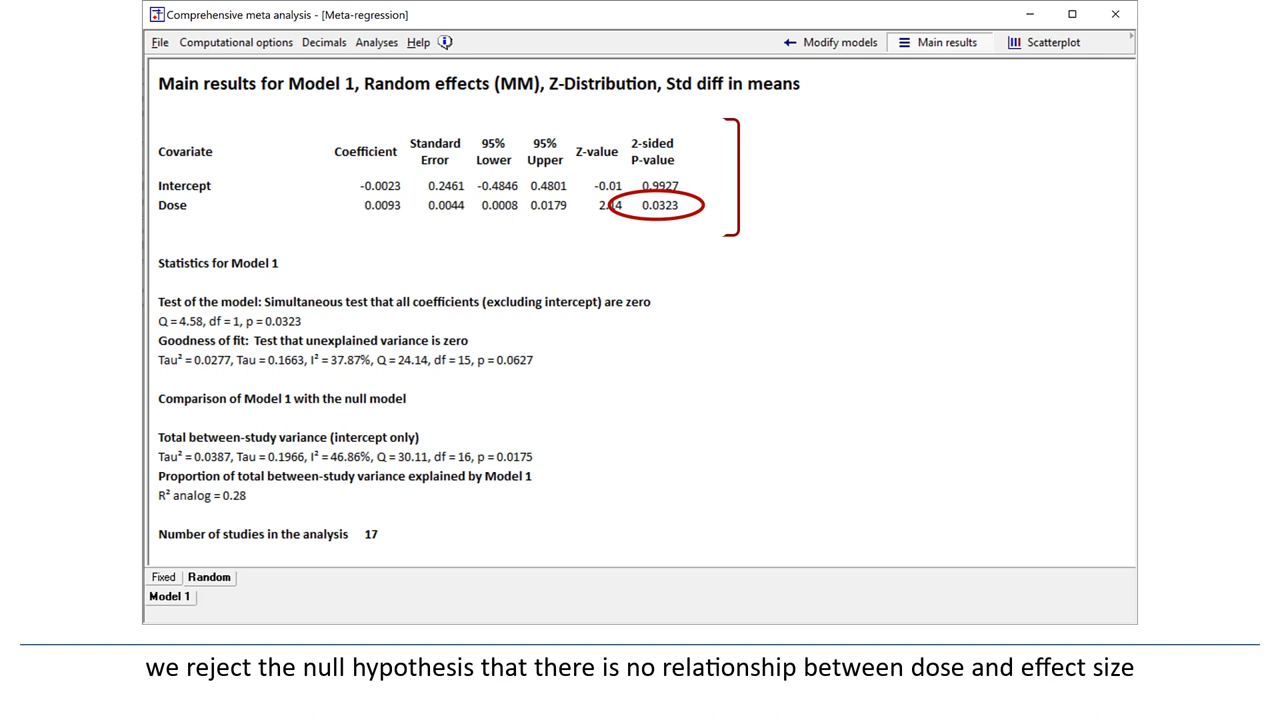 Comprehensive meta analysis - [Meta-regression]
File Computational options Decimals Analyses Help Modify models Main results Scatterplot
Main results for Model 1, Random effects (MM), Z-Distribution, Std diff in means
Covariate Coefficient Standard Error 95% Lower 95% Upper Z-value 2-sided P-value
Intercept -0.0023 0.2461 -0.4846 0.4801 -0.01 0.9927
Dose 0.0093 0.0044 0.0008 0.0179 2.14 0.0323
Statistics for Model 1
Test of the model: Simultaneous test that all coefficients (excluding intercept) are zero
Q = 4.58, df = 1, p = 0.0323
Goodness of fit: Test that unexplained variance is zero
Tau² = 0.0277, Tau = 0.1663, I² = 37.87%, Q = 24.14, df = 15, p = 0.0627
Comparison of Model 1 with the null model
Total between-study variance (intercept only)
Tau² = 0.0387, Tau = 0.1966, I² = 46.86%, Q = 30.11, df = 16, p = 0.0175
Proportion of total between-study variance explained by Model 1
R² analog = 0.28
Number of studies in the analysis 17
Fixed Random
Model 1
we reject the null hypothesis that there is no relationship between dose and effect size